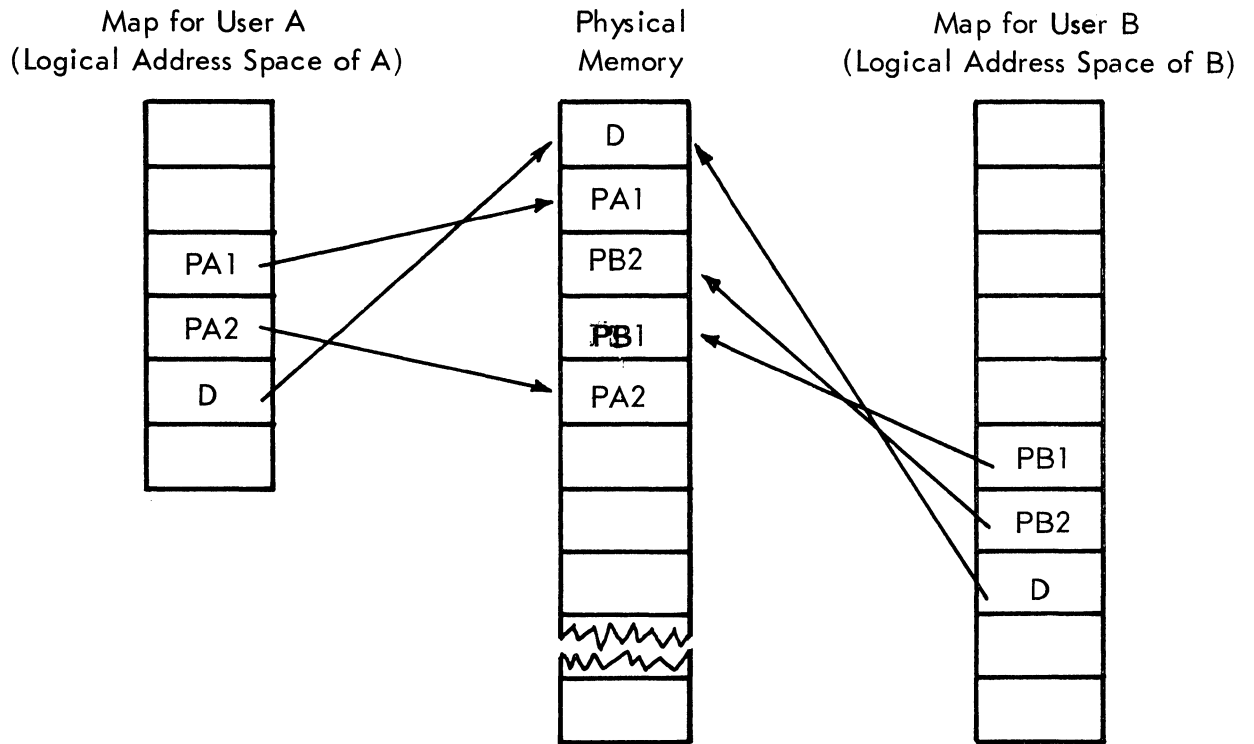 Map for User A
(Logical Address Space of A)
PA1
PA2
D
Physical
Memory
D
PA1
PB2
PB1
PA2
Map for User B
(Logical Address Space of B)
PB1
PB2
D